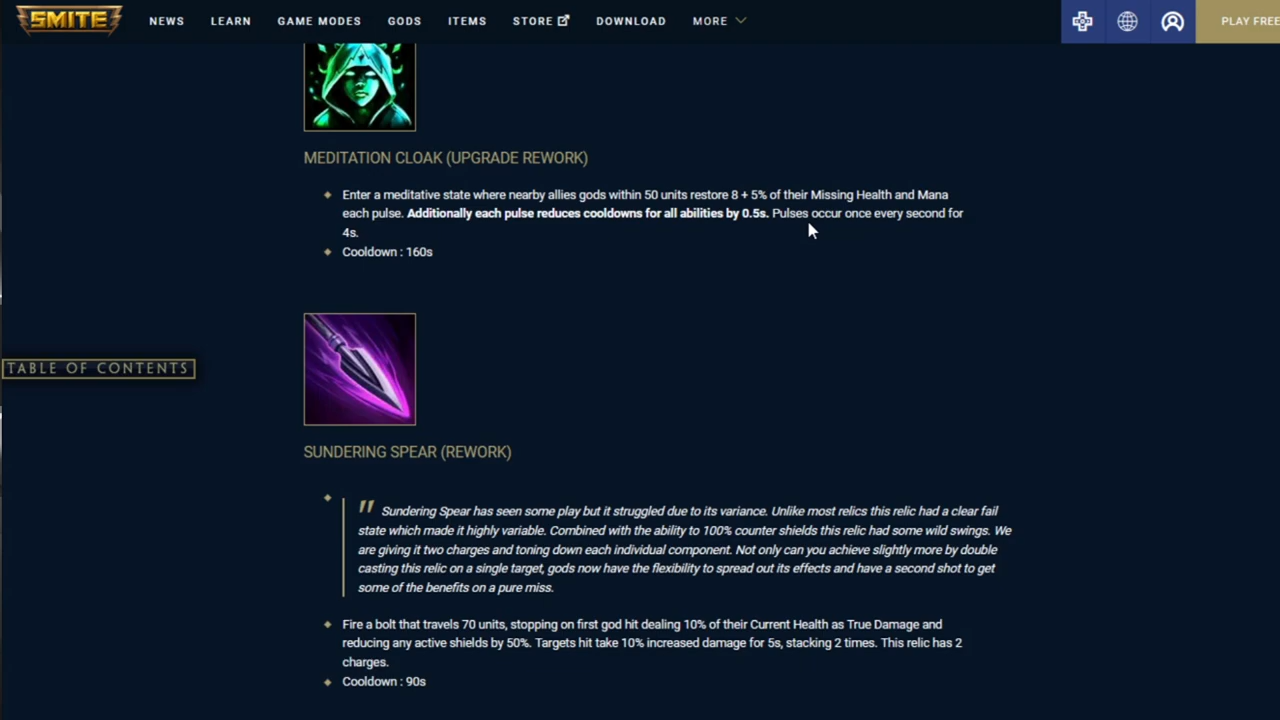 SMITE NEWS LEARN GAME MODES GODS ITEMS STORE DOWNLOAD MORE PLAY FREE
MEDITATION CLOAK (UPGRADE REWORK)
Enter a meditative state where nearby allies gods within 50 units restore 8 + 5% of their Missing Health and Mana
each pulse. Additionally each pulse reduces cooldowns for all abilities by 0.5s. Pulses occur once every second for
4s.
Cooldown : 160s
TABLE OF CONTENTS
SUNDERING SPEAR (REWORK)
" Sundering Spear has seen some play but it struggled due to its variance. Unlike most relics this relic had a clear fail
state which made it highly variable. Combined with the ability to 100% counter shields this relic had some wild swings. We
are giving it two charges and toning down each individual component. Not only can you achieve slightly more by double
casting this relic on a single target, gods now have the flexibility to spread out its effects and have a second shot to get
some of the benefits on a pure miss.
Fire a bolt that travels 70 units, stopping on first god hit dealing 10% of their Current Health as True Damage and
reducing any active shields by 50%. Targets hit take 10% increased damage for 5s, stacking 2 times. This relic has 2
charges.
Cooldown : 90s